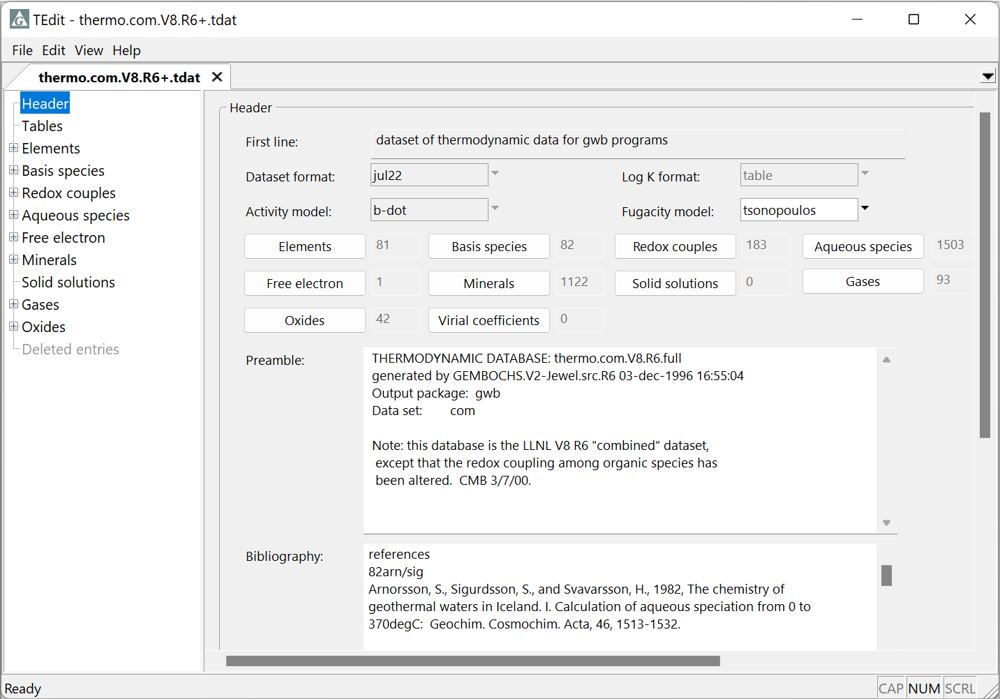 TEdit - thermo.com.V8.R6+.tdat
File Edit View Help
thermo.com.V8.R6+.tdat
Header
Tables
Elements
Basis species
Redox couples
Aqueous species
Free electron
Minerals
Solid solutions
Gases
Oxides
Deleted entries
Header
First line: dataset of thermodynamic data for gwb programs
Dataset format: jul22 Log K format: table
Activity model: b-dot Fugacity model: tsonopoulos
Elements 81 Basis species 82 Redox couples 183 Aqueous species 1503
Free electron 1 Minerals 1122 Solid solutions 0 Gases 93
Oxides 42 Virial coefficients 0
Preamble: THERMODYNAMIC DATABASE: thermo.com.V8.R6.full
generated by GEMBOCHS.V2-Jewel.src.R6 03-dec-1996 16:55:04
Output package: gwb
Data set: com
Note: this database is the LLNL V8 R6 "combined" dataset,
except that the redox coupling among organic species has
been altered. CMB 3/7/00.
Bibliography: references
82arn/sig
Arnorsson, S., Sigurdsson, S., and Svavarsson, H., 1982, The chemistry of
geothermal waters in Iceland. I. Calculation of aqueous speciation from 0 to
370degC: Geochim. Cosmochim. Acta, 46, 1513-1532.
Ready CAP NUM SCRL